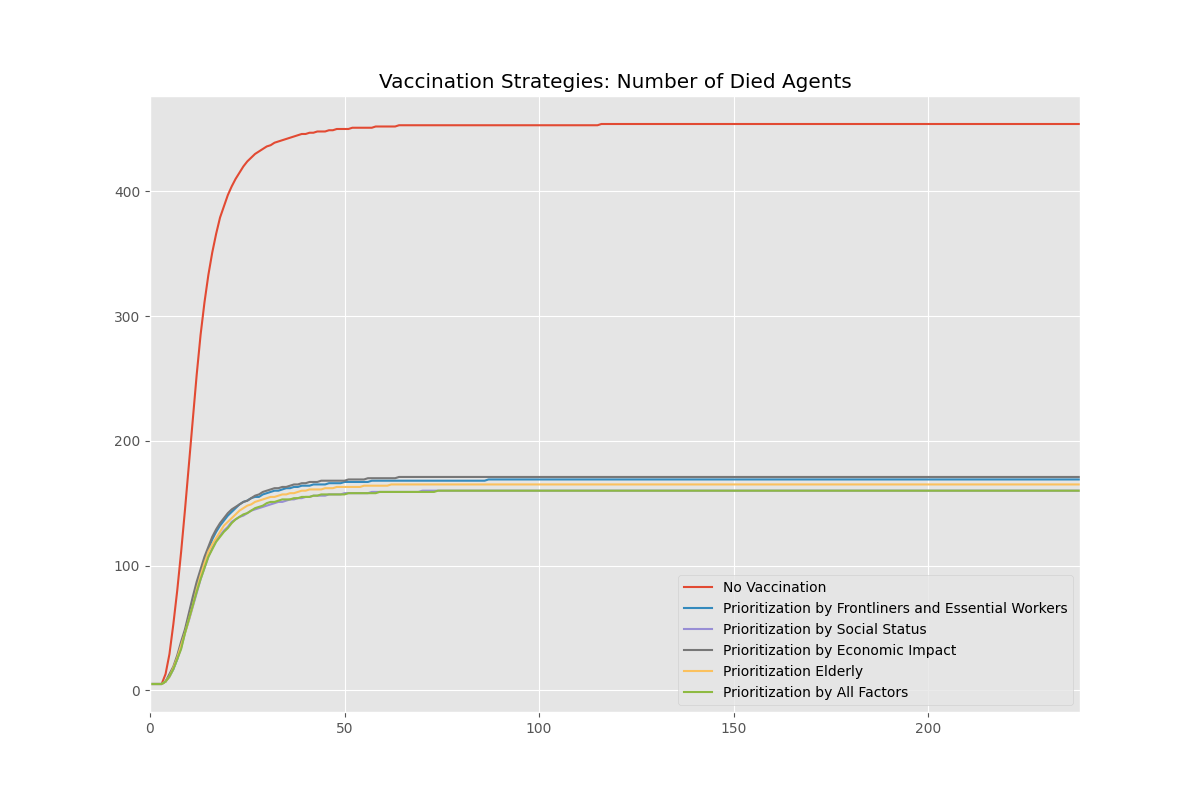 Vaccination Strategies: Number of Died Agents
400
300
200
100
0
No Vaccination
Prioritization by Frontliners and Essential Workers
Prioritization by Social Status
Prioritization by Economic Impact
Prioritization Elderly
Prioritization by All Factors
0 50 100 150 200